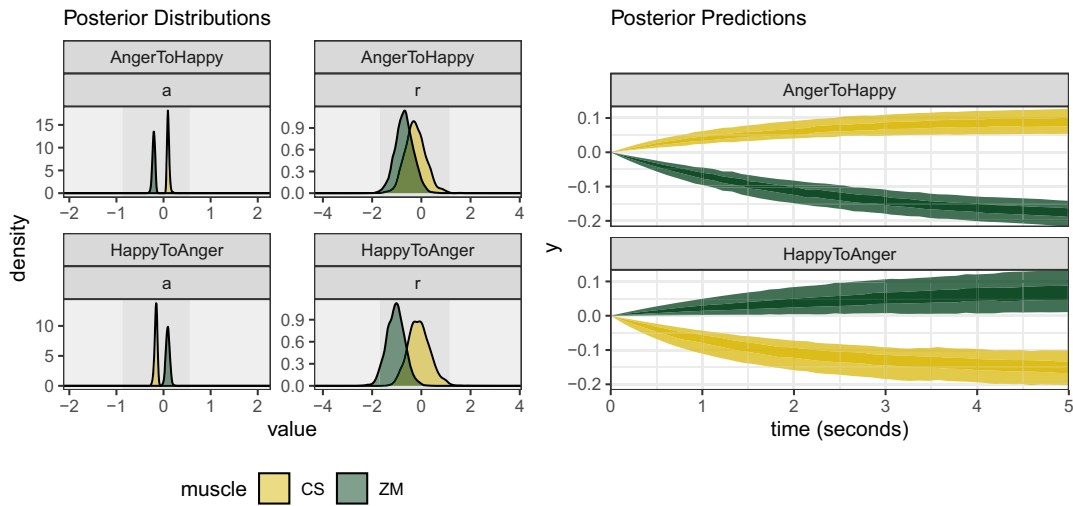 Posterior Distributions
AngerToHappy
a
15
10
5
0
−2 −1 0 1 2
AngerToHappy
r
0.9
0.6
0.3
0.0
−4 −2 0 2 4
HappyToAnger
a
10
5
0
−2 −1 0 1 2
HappyToAnger
r
0.9
0.6
0.3
0.0
−4 −2 0 2 4
density
value
Posterior Predictions
AngerToHappy
0.1
0.0
−0.1
−0.2
HappyToAnger
0.1
0.0
−0.1
−0.2
0 1 2 3 4 5
y
time (seconds)
muscle CS ZM